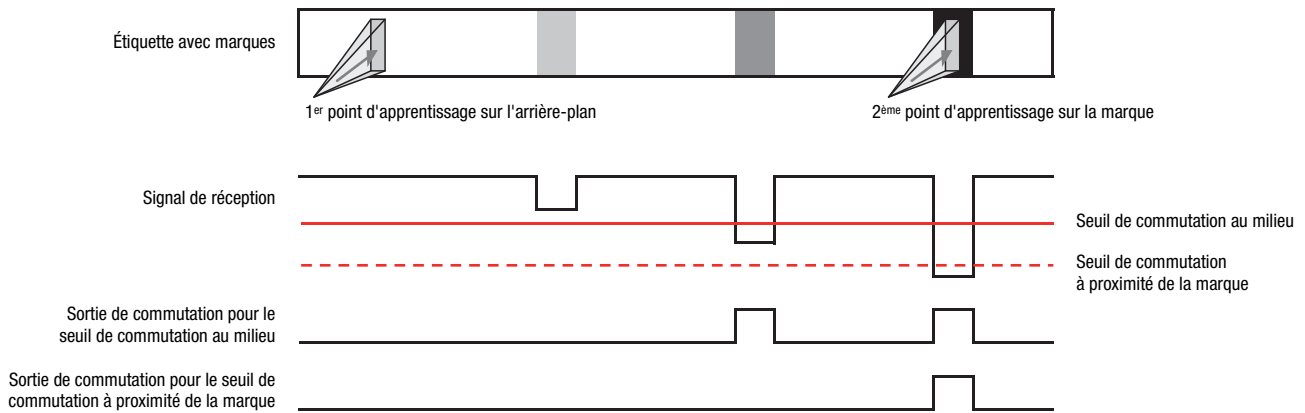 Étiquette avec marques
1er point d'apprentissage sur l'arrière-plan
2ème point d'apprentissage sur la marque
Signal de réception
Seuil de commutation au milieu
Seuil de commutation
à proximité de la marque
Sortie de commutation pour le
seuil de commutation au milieu
Sortie de commutation pour le seuil de
commutation à proximité de la marque